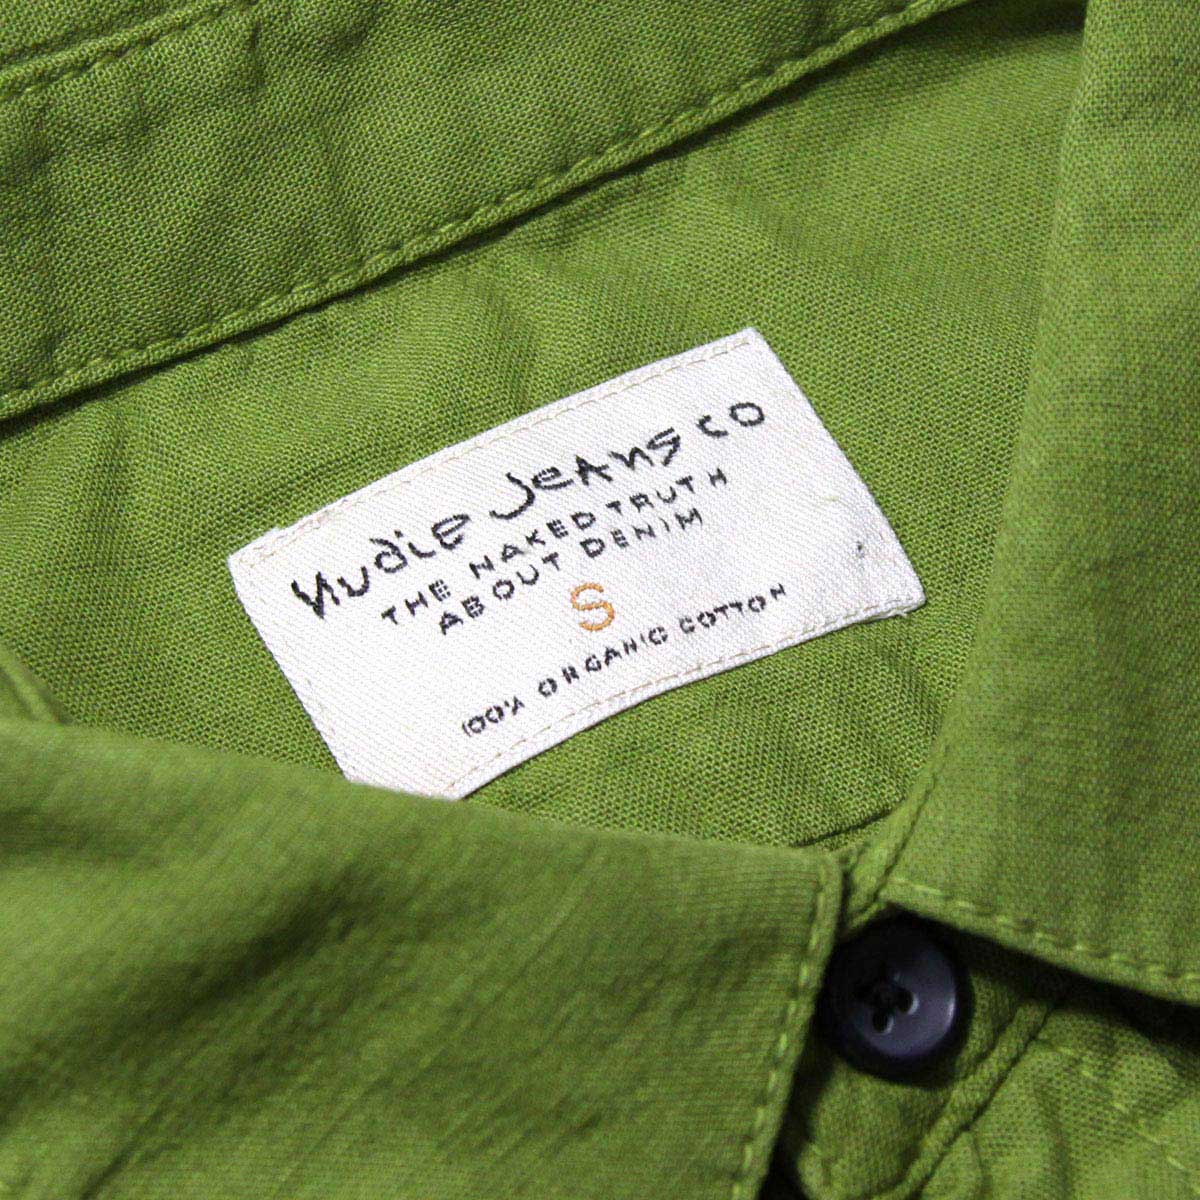 Nudie Jeans co
THE NAKED TRUTH
ABOUT DENIM
S
100% ORGANIC COTTON